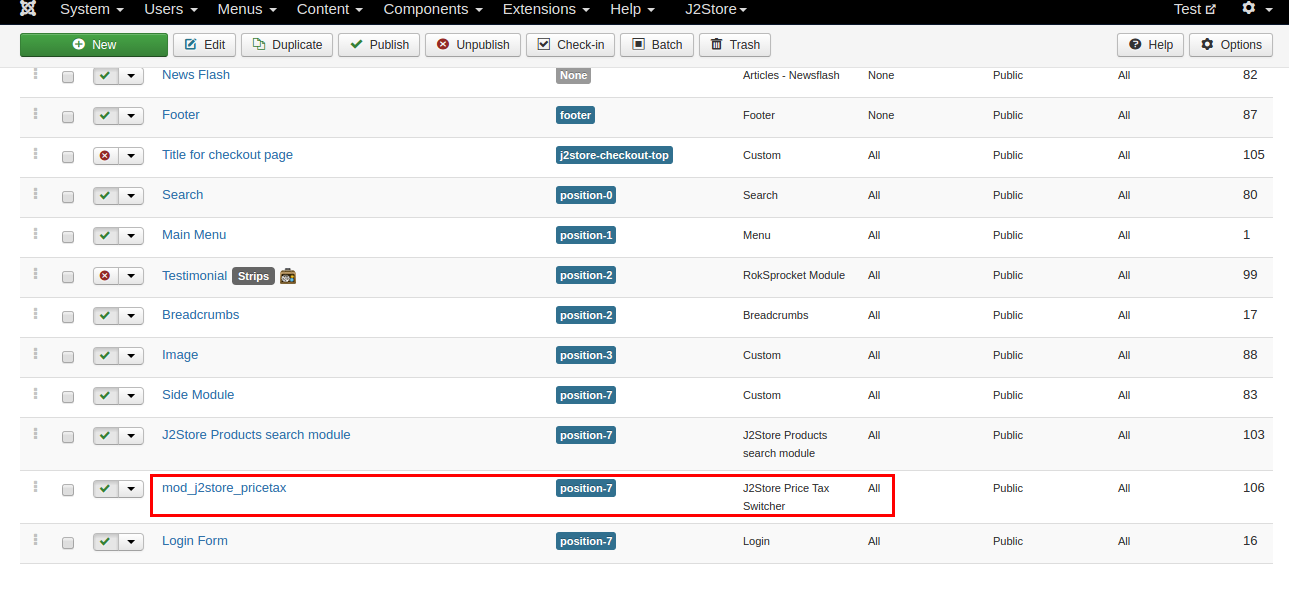 System Users Menus Content Components Extensions Help J2Store Test
New Edit Duplicate Publish Unpublish Check-in Batch Trash Help Options
News Flash None Articles - Newsflash None Public All 82
Footer footer Footer None Public All 87
Title for checkout page j2store-checkout-top Custom All Public All 105
Search position-0 Search All Public All 80
Main Menu position-1 Menu All Public All 1
Testimonial Strips position-2 RokSprocket Module All Public All 99
Breadcrumbs position-2 Breadcrumbs All Public All 17
Image position-3 Custom All Public All 88
Side Module position-7 Custom All Public All 83
J2Store Products search module position-7 J2Store Products All Public All 103
search module
mod_j2store_pricetax position-7 J2Store Price Tax All Public All 106
Switcher
Login Form position-7 Login All Public All 16